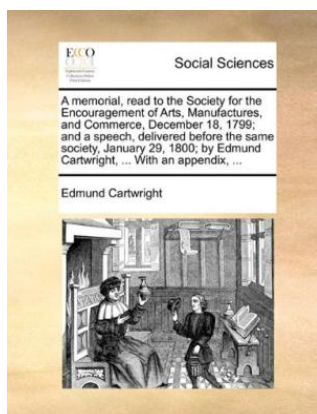 ECCO
Social Sciences
A memorial, read to the Society for the
Encouragement of Arts, Manufactures,
and Commerce, December 18, 1799;
and a speech, delivered before the same
society, January 29, 1800; by Edmund
Cartwright, ... With an appendix, ...
Edmund Cartwright